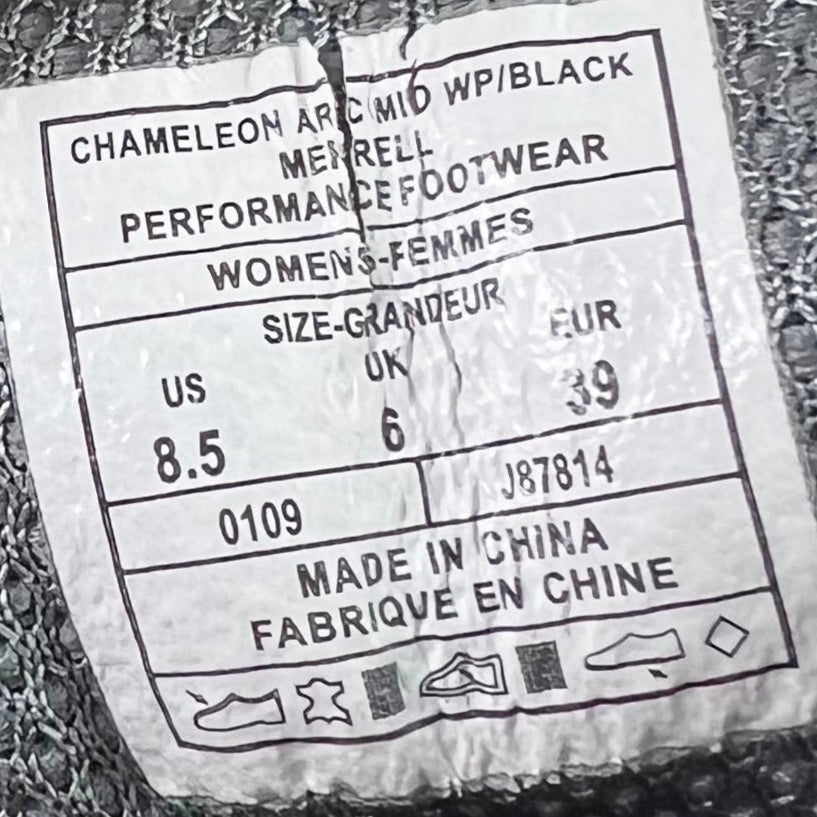 CHAMELEON ARC MID WP/BLACK
MERRELL
PERFORMANCE FOOTWEAR
WOMENS-FEMMES
SIZE-GRANDEUR
US UK EUR
8.5 6 39
0109 J87814
MADE IN CHINA
FABRIQUE EN CHINE